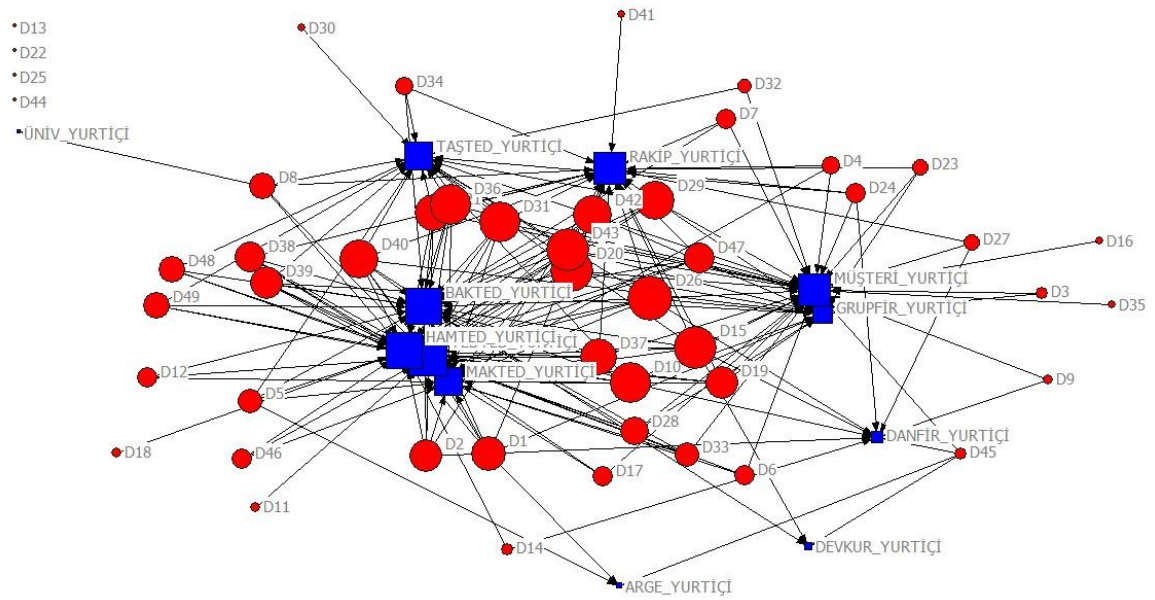 D13
D22
D25
D44
ÜNİV_YURTİÇİ
D30
D41
D34
D32
D7
TAŞTED_YURTİÇİ
RAKİP_YURTİÇİ
D4
D23
D8
D36
D29
D24
D31
D42
D43
D27
D16
D38
D40
D20
D47
D48
D39
D26
MÜŞTERİ_YURTİÇİ
D49
BAKTED_YURTİÇİ
GRUPFİR_YURTİÇİ
D3
D35
HAMTED_YURTİÇİ
D37
D15
D12
MAKTED_YURTİÇİ
D10
D19
D9
D5
D28
DANFİR_YURTİÇİ
D18
D46
D2
D1
D33
D45
D17
D6
D11
D14
DEVKUR_YURTİÇİ
ARGE_YURTİÇİ